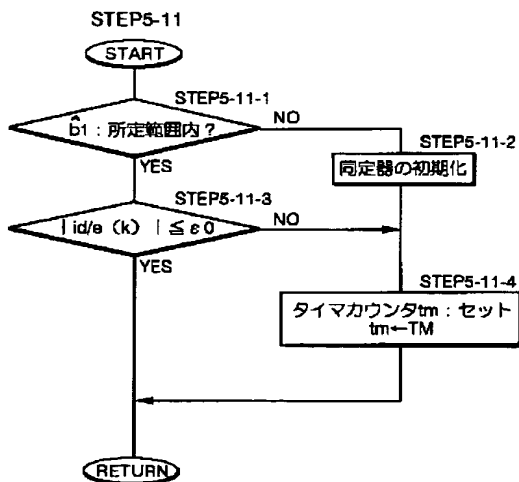 STEP5-11
START
STEP5-11-1
b̂1：所定範囲内？
NO
YES
STEP5-11-2
同定器の初期化
STEP5-11-3
｜id/e（k）｜≦ε0
NO
YES
STEP5-11-4
タイマカウンタtm：セット
tm←TM
RETURN